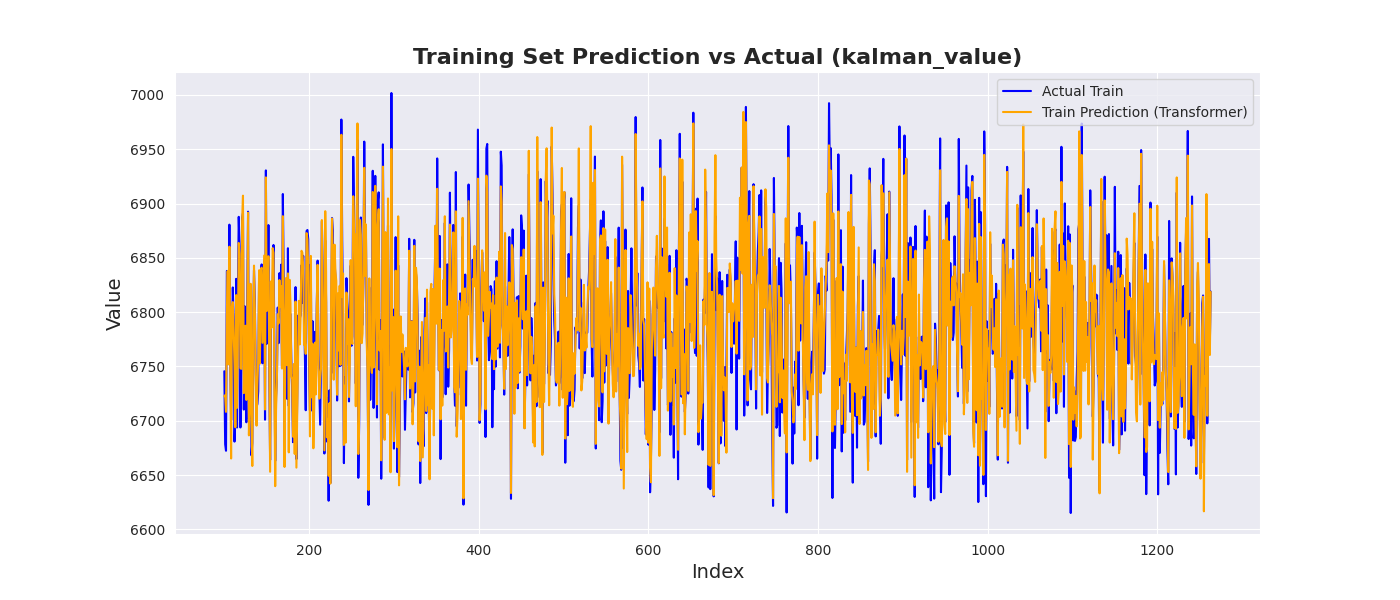 Training Set Prediction vs Actual (kalman_value)
Actual Train
Train Prediction (Transformer)
Value
7000
6950
6900
6850
6800
6750
6700
6650
6600
200 400 600 800 1000 1200
Index